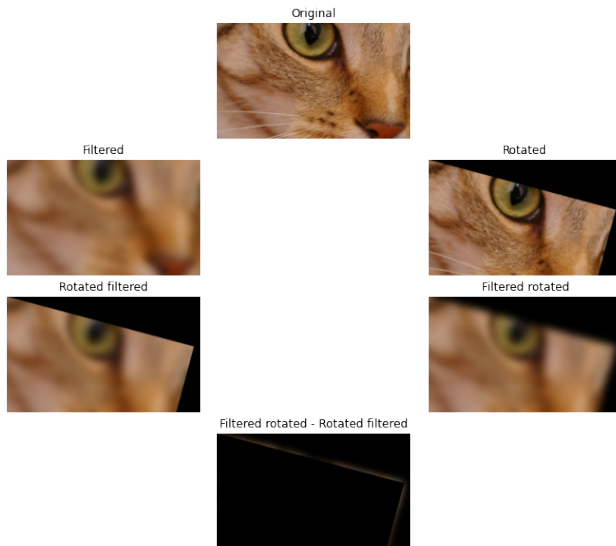 Original
Filtered
Rotated
Rotated filtered
Filtered rotated
Filtered rotated - Rotated filtered